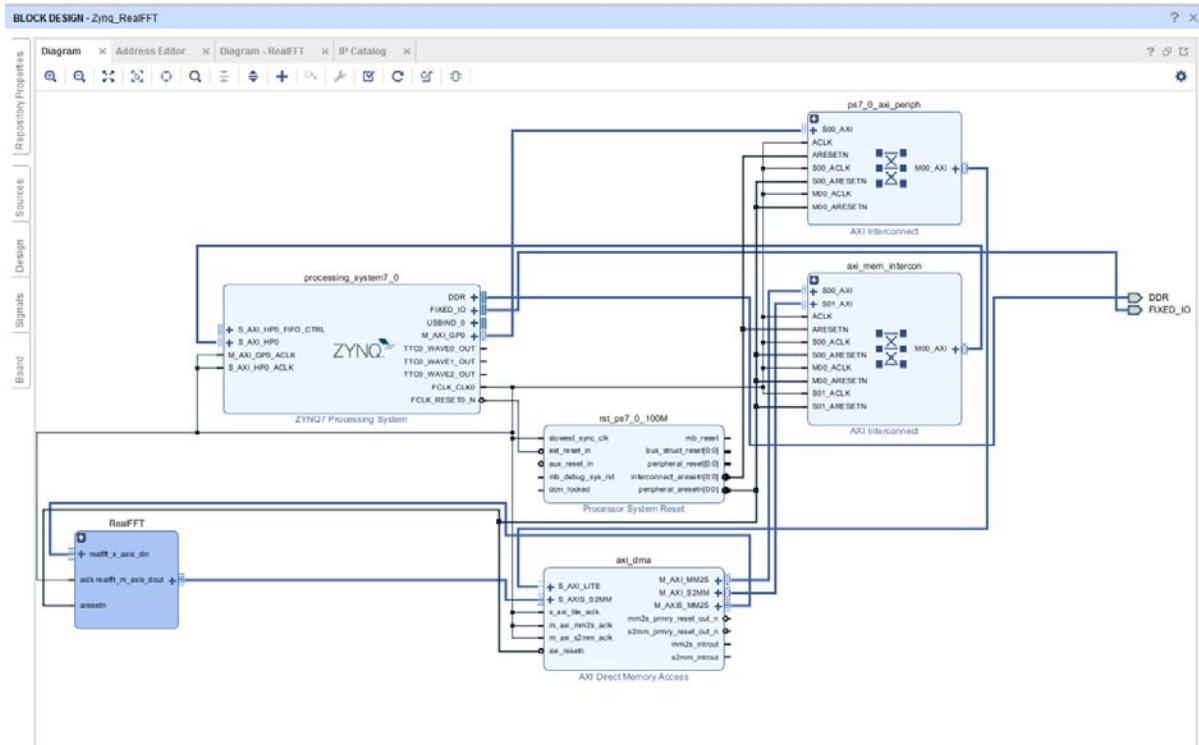 BLOCK DESIGN - Zynq_RealFFT
Diagram
Address Editor
Diagram - RealFFT
IP Catalog
Repository Properties
Sources
Design
Signals
Board
ps7_0_axi_periph
S00_AXI
ACLK
ARESETN
S00_ACLK
S00_ARESETN
M00_ACLK
M00_ARESETN
M00_AXI
AXI Interconnect
processing_system7_0
S_AXI_HP0_FIFO_CTRL
S_AXI_HP0
M_AXI_GP0_ACLK
S_AXI_HP0_ACLK
ZYNQ
DDR
FIXED_IO
USBIND_0
M_AXI_GP0
TTC0_WAVE0_OUT
TTC0_WAVE1_OUT
TTC0_WAVE2_OUT
FCLK_CLK0
FCLK_RESET0_N
ZYNQ7 Processing System
axi_mem_intercon
S00_AXI
S01_AXI
ACLK
ARESETN
S00_ACLK
S00_ARESETN
M00_ACLK
M00_ARESETN
S01_ACLK
S01_ARESETN
M00_AXI
AXI Interconnect
DDR
FIXED_IO
rst_ps7_0_100M
slowest_sync_clk
ext_reset_in
aux_reset_in
mb_debug_sys_rst
dcm_locked
mb_reset
bus_struct_reset[0:0]
peripheral_reset[0:0]
interconnect_aresetn[0:0]
peripheral_aresetn[0:0]
Processor System Reset
RealFFT
realfft_s_axis_din
aclk realfft_m_axis_dout
aresetn
axi_dma
S_AXI_LITE
S_AXIS_S2MM
s_axi_lite_aclk
m_axi_mm2s_aclk
m_axi_s2mm_aclk
axi_resetn
M_AXI_MM2S
M_AXI_S2MM
M_AXIS_MM2S
mm2s_prmry_reset_out_n
s2mm_prmry_reset_out_n
mm2s_introut
s2mm_introut
AXI Direct Memory Access